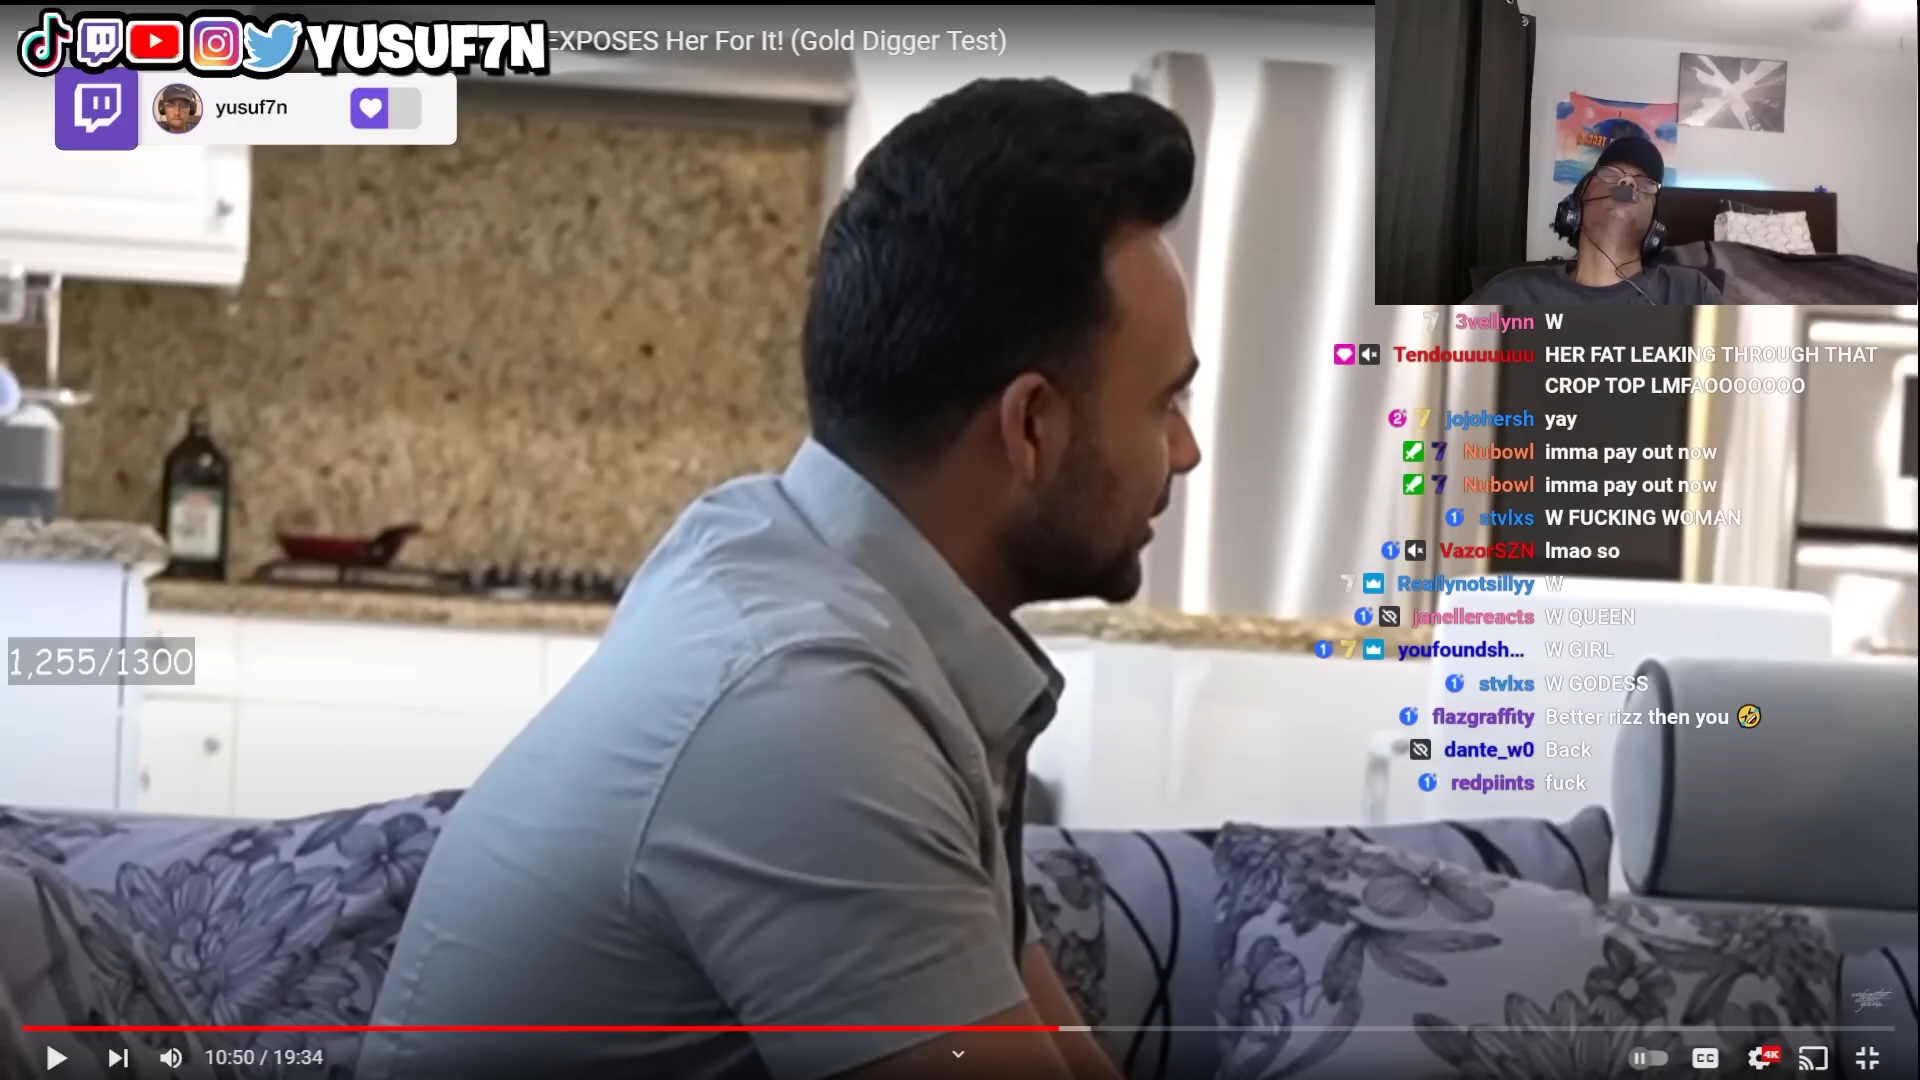 YUSUF7N
EXPOSES Her For It! (Gold Digger Test)
yusuf7n
3vellynn W
Tendouuuuuuu HER FAT LEAKING THROUGH THAT
CROP TOP LMFAOOOOOOO
jojohersh yay
Nubowl imma pay out now
Nubowl imma pay out now
stvlxs W FUCKING WOMAN
VazorSZN lmao so
Reallynotsillyy W
janellereacts W QUEEN
youfoundsh... W GIRL
stvlxs W GODESS
flazgraffity Better rizz then you
dante_w0 Back
redpiints fuck
1,255/1300
10:50 / 19:34
CC
4K